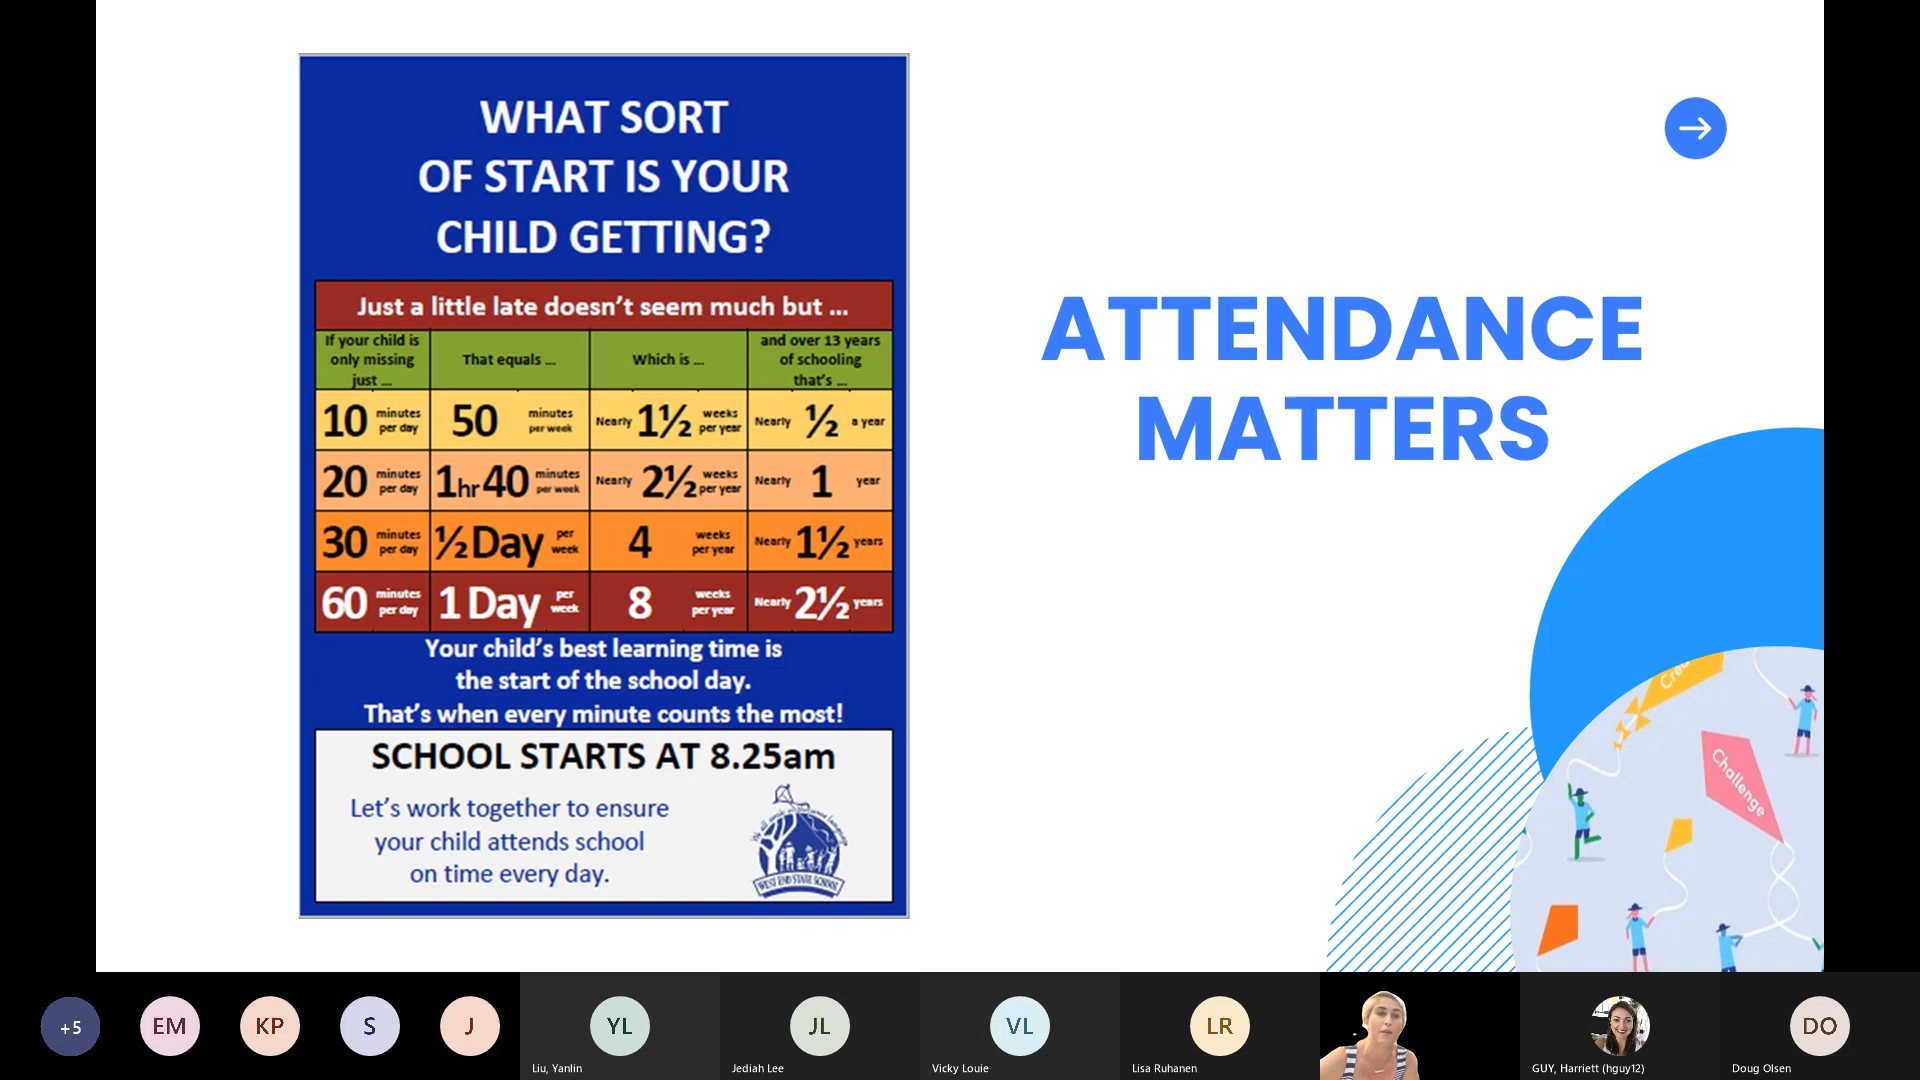 WHAT SORT
OF START IS YOUR
CHILD GETTING?
Just a little late doesn't seem much but ...
If your child is
only missing
just ...
That equals ...
Which is ...
and over 13 years
of schooling
that's ...
10 minutes per day
50 minutes per week
Nearly 1½ weeks per year
Nearly ½ a year
20 minutes per day
1hr 40 minutes per week
Nearly 2½ weeks per year
Nearly 1 year
30 minutes per day
½ Day per week
4 weeks per year
Nearly 1½ years
60 minutes per day
1 Day per week
8 weeks per year
Nearly 2½ years
Your child's best learning time is
the start of the school day.
That's when every minute counts the most!
SCHOOL STARTS AT 8.25am
Let's work together to ensure
your child attends school
on time every day.
WEST END STATE SCHOOL
ATTENDANCE
MATTERS
Challenge
+5
EM
KP
S
J
YL
Liu, Yanlin
JL
Jediah Lee
VL
Vicky Louie
LR
Lisa Ruhanen
GUY, Harriett (hguy12)
DO
Doug Olsen